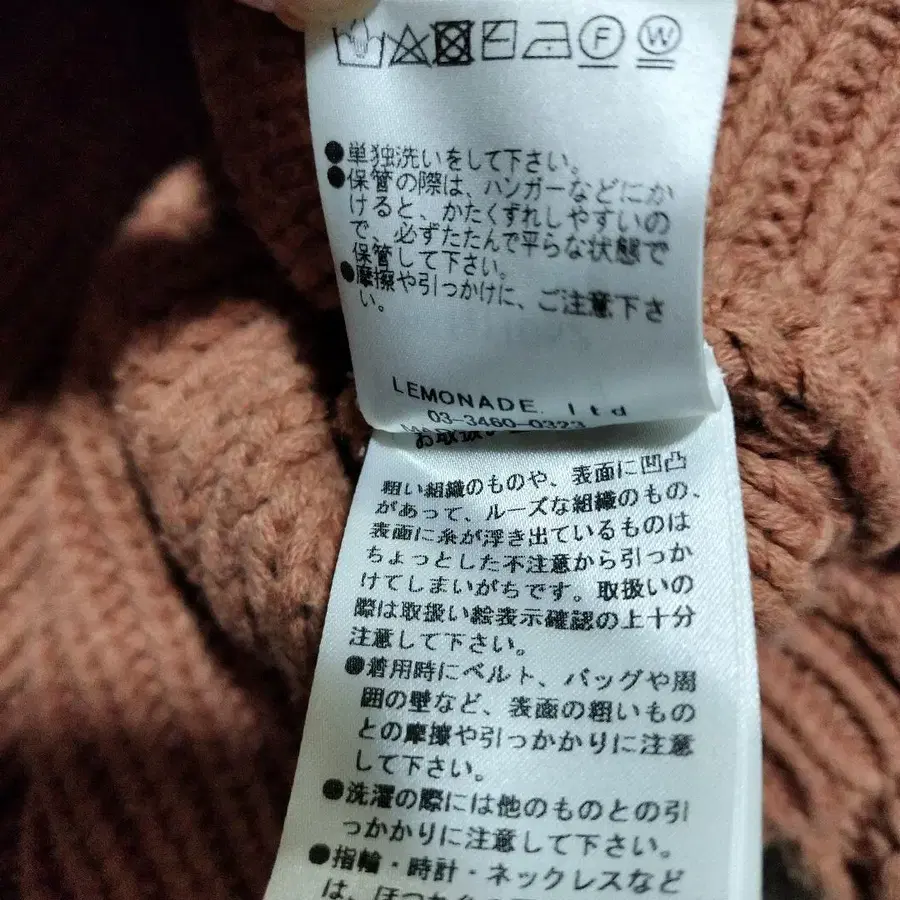 F W
●単独洗いをして下さい。
●保管の際は、ハンガーなどにか
けると、かたくずれしやすいの
で、必ずたたんで平らな状態で
保管して下さい。
●摩擦や引っかけに、ご注意下さ
い。
LEMONADE. ltd
03-3460-0323
お取扱い
粗い組織のものや、表面に凹凸
があって、ルーズな組織のもの、
表面に糸が浮き出ているものは
ちょっとした不注意から引っか
けてしまいがちです。取扱いの
際は取扱い絵表示確認の上十分
注意して下さい。
●着用時にベルト、バッグや周
囲の壁など、表面の粗いもの
との摩擦や引っかかりに注意
して下さい。
●洗濯の際には他のものとの引
っかかりに注意して下さい。
●指輪・時計・ネックレスなど
は、ほつれ